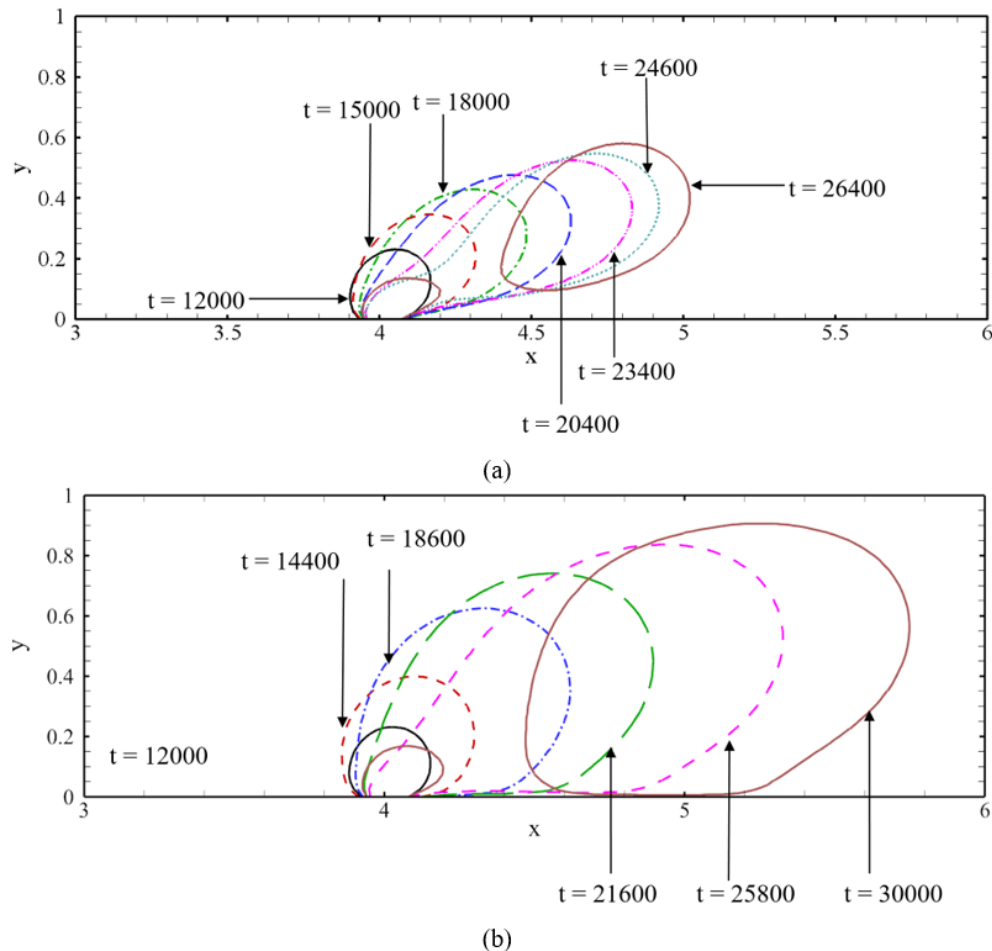 1
0.8
0.6
0.4
0.2
0
y
3
3.5
4
4.5
5
5.5
6
x
t = 12000
t = 15000
t = 18000
t = 24600
t = 26400
t = 23400
t = 20400
(a)
1
0.8
0.6
0.4
0.2
0
y
3
4
5
6
x
t = 12000
t = 14400
t = 18600
t = 21600
t = 25800
t = 30000
(b)